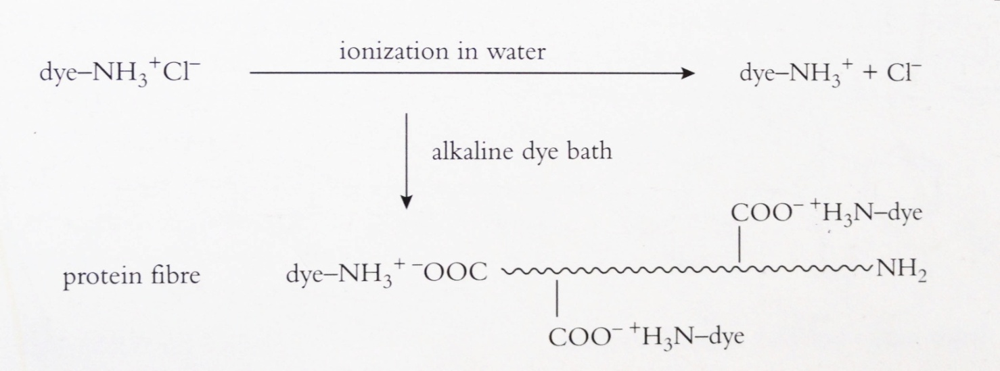 ionization in water
dye–NH₃⁺Cl⁻ dye–NH₃⁺ + Cl⁻
alkaline dye bath
COO⁻ ⁺H₃N–dye
protein fibre dye–NH₃⁺ ⁻OOC NH₂
COO⁻ ⁺H₃N–dye